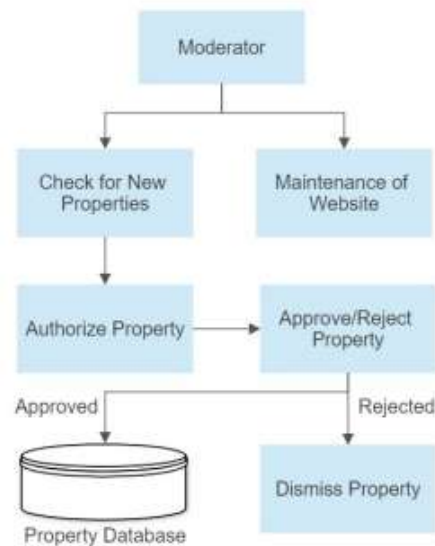 Moderator
Check for New
Properties
Maintenance of
Website
Authorize Property
Approve/Reject
Property
Approved
Rejected
Dismiss Property
Property Database